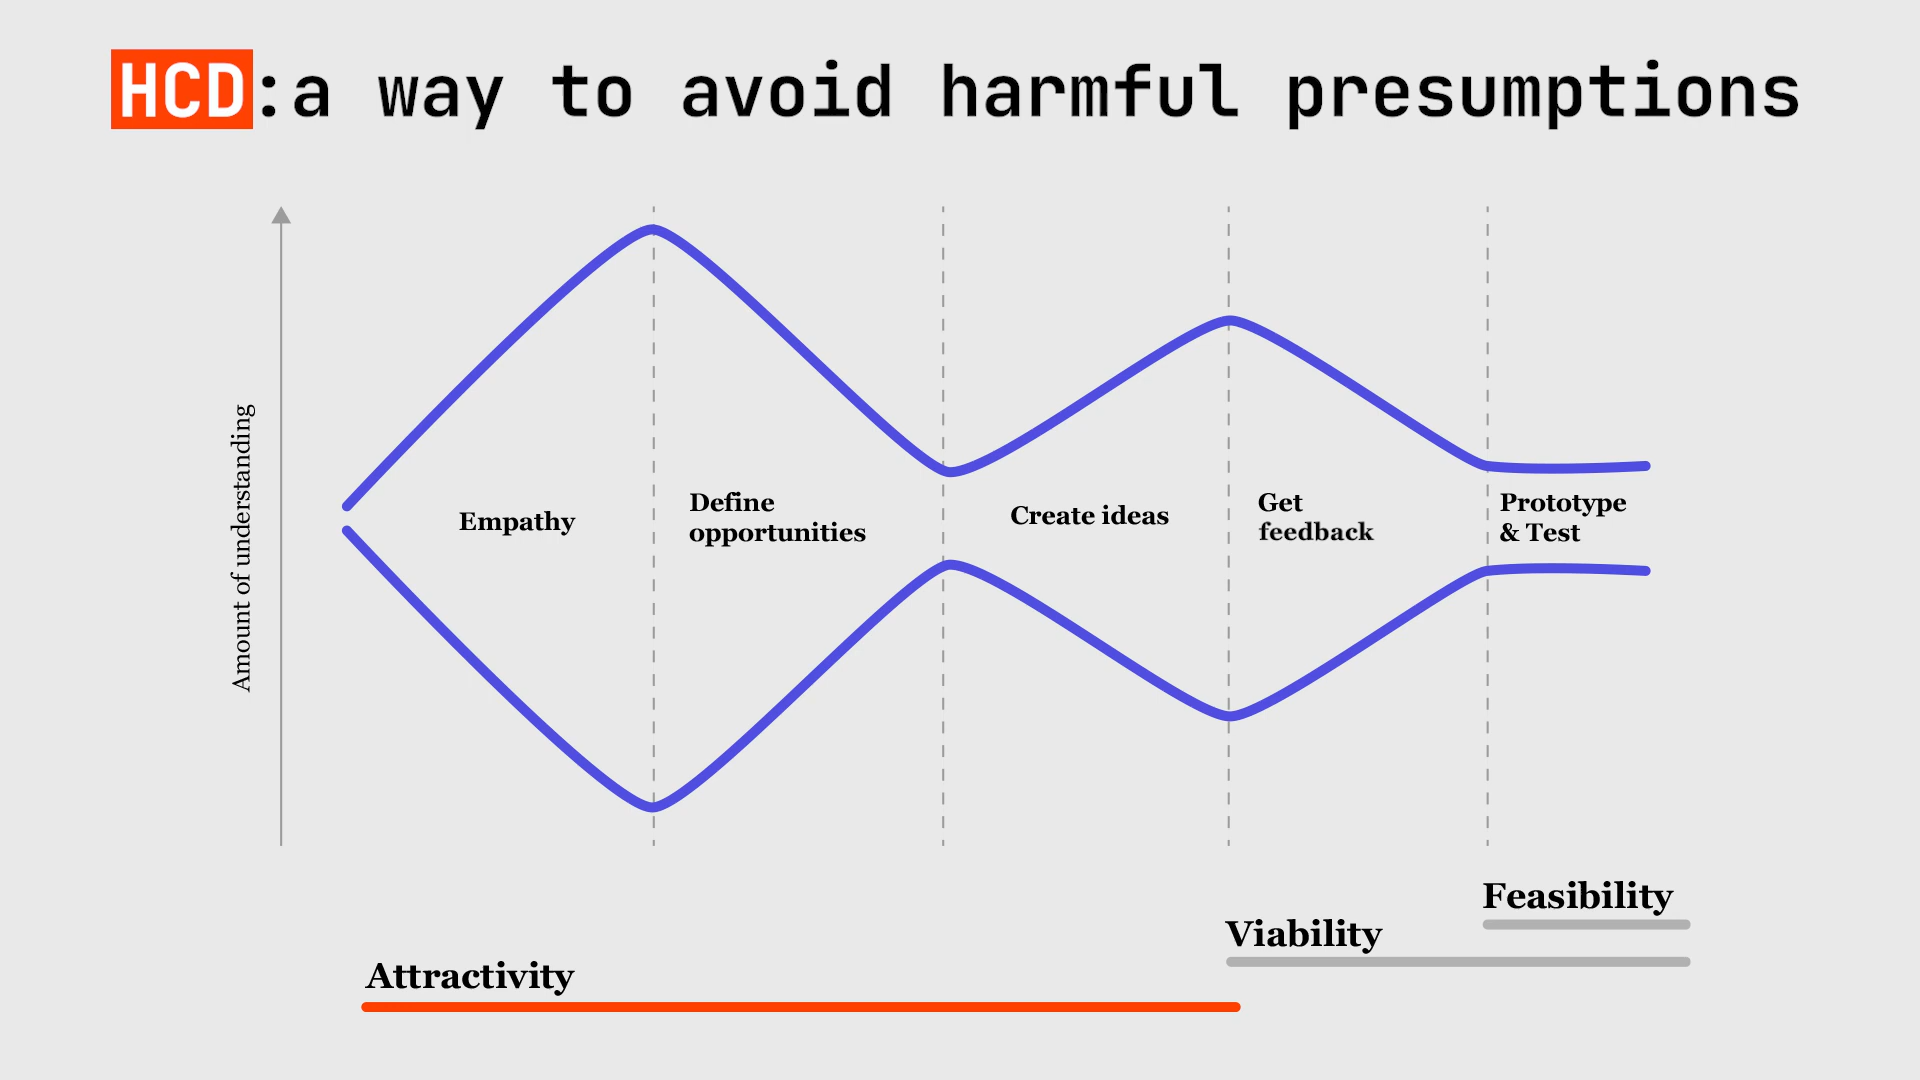 HCD:a way to avoid harmful presumptions
Amount of understanding
Empathy
Define
opportunities
Create ideas
Get
feedback
Prototype
& Test
Feasibility
Viability
Attractivity